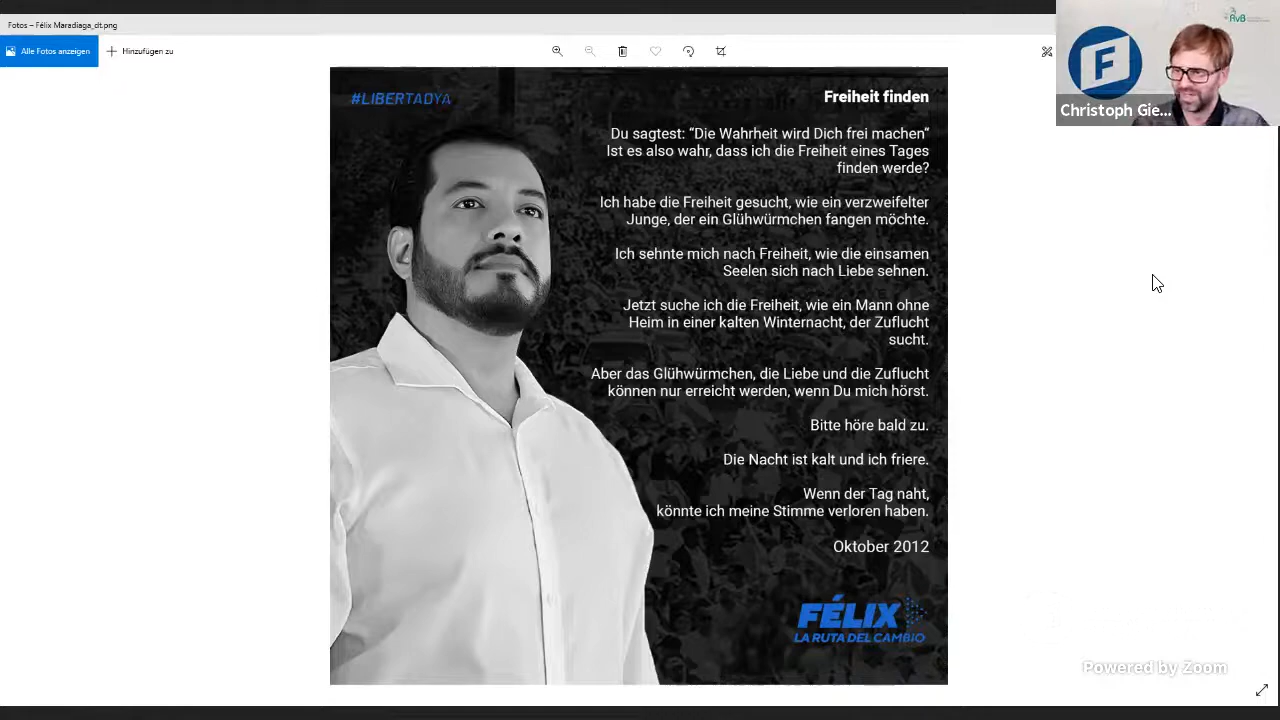 Fotos – Félix Maradiaga_dt.png
Alle Fotos anzeigen
Hinzufügen zu
#LIBERTADYA
Freiheit finden
Du sagtest: “Die Wahrheit wird Dich frei machen“
Ist es also wahr, dass ich die Freiheit eines Tages
finden werde?
Ich habe die Freiheit gesucht, wie ein verzweifelter
Junge, der ein Glühwürmchen fangen möchte.
Ich sehnte mich nach Freiheit, wie die einsamen
Seelen sich nach Liebe sehnen.
Jetzt suche ich die Freiheit, wie ein Mann ohne
Heim in einer kalten Winternacht, der Zuflucht
sucht.
Aber das Glühwürmchen, die Liebe und die Zuflucht
können nur erreicht werden, wenn Du mich hörst.
Bitte höre bald zu.
Die Nacht ist kalt und ich friere.
Wenn der Tag naht,
könnte ich meine Stimme verloren haben.
Oktober 2012
FÉLIX
LA RUTA DEL CAMBIO
AvB
F
Christoph Gie...
Powered by Zoom